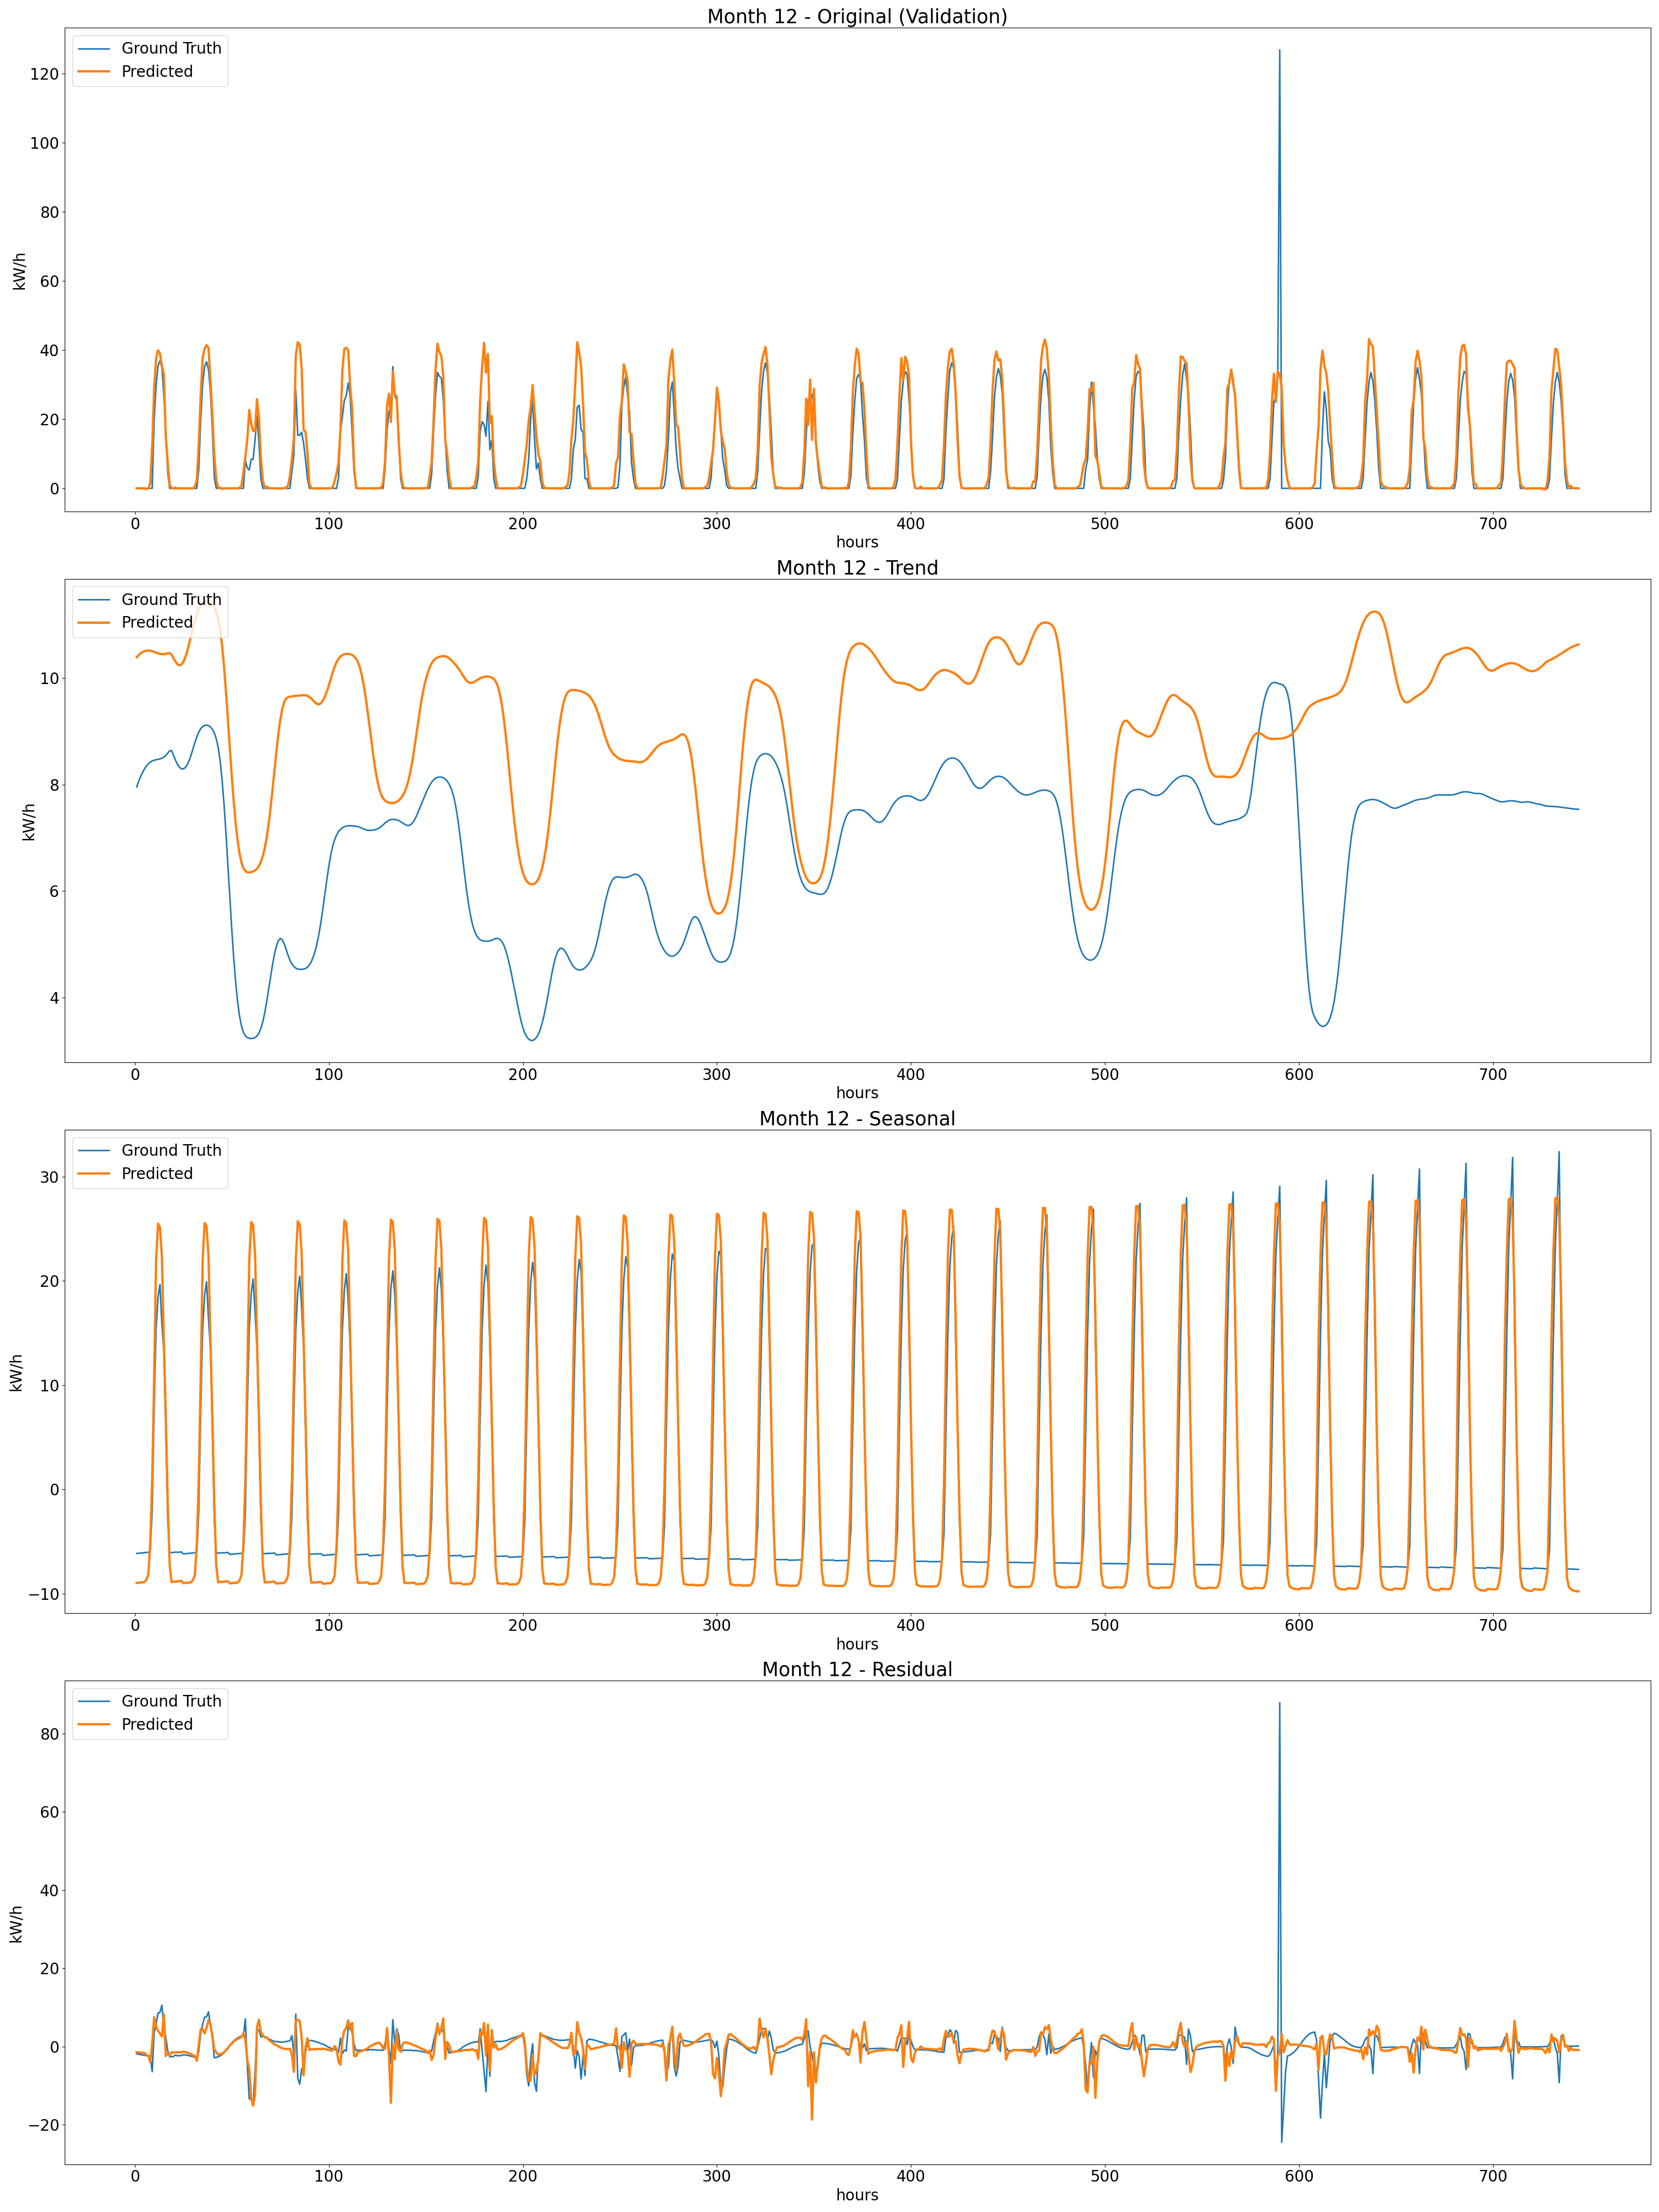 Month 12 - Original (Validation)
Ground Truth
Predicted
kW/h
120
100
80
60
40
20
0
0 100 200 300 400 500 600 700
hours
Month 12 - Trend
Ground Truth
Predicted
kW/h
10
8
6
4
0 100 200 300 400 500 600 700
hours
Month 12 - Seasonal
Ground Truth
Predicted
kW/h
30
20
10
0
−10
0 100 200 300 400 500 600 700
hours
Month 12 - Residual
Ground Truth
Predicted
kW/h
80
60
40
20
0
−20
0 100 200 300 400 500 600 700
hours